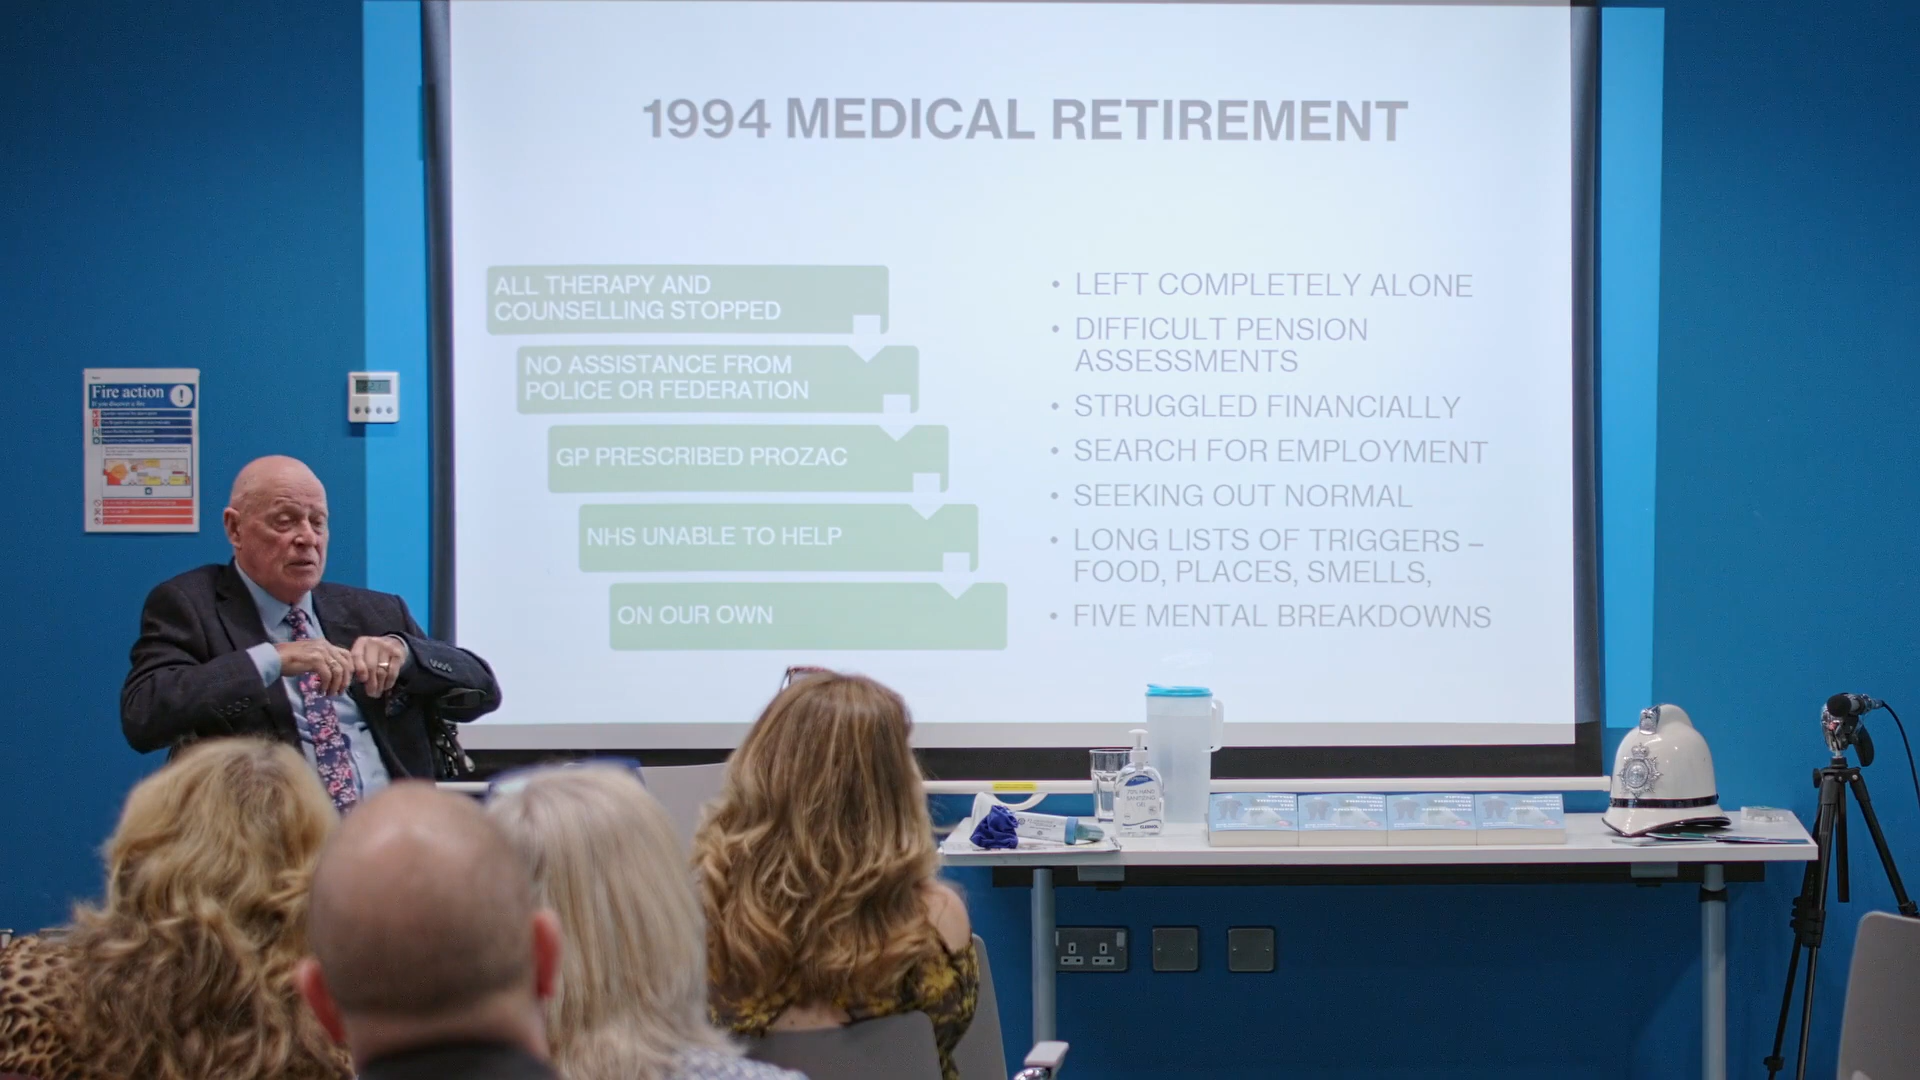 1994 MEDICAL RETIREMENT
ALL THERAPY AND
COUNSELLING STOPPED
NO ASSISTANCE FROM
POLICE OR FEDERATION
GP PRESCRIBED PROZAC
NHS UNABLE TO HELP
ON OUR OWN
• LEFT COMPLETELY ALONE
• DIFFICULT PENSION
ASSESSMENTS
• STRUGGLED FINANCIALLY
• SEARCH FOR EMPLOYMENT
• SEEKING OUT NORMAL
• LONG LISTS OF TRIGGERS –
FOOD, PLACES, SMELLS,
• FIVE MENTAL BREAKDOWNS
Fire action